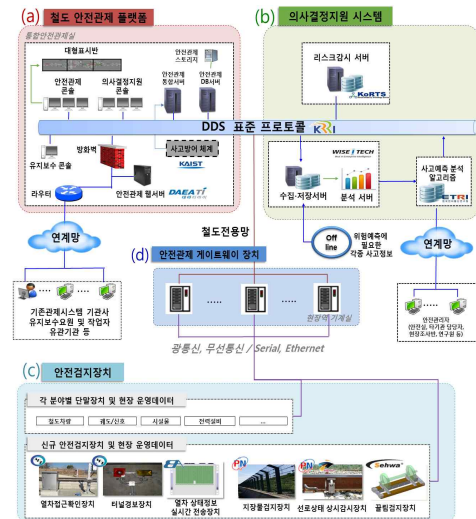 (a) 철도 안전관제 플랫폼
통합안전관제실
대형표시반
안전관제
스토리지
안전관제
콘솔
의사결정지원
콘솔
안전관제
통합서버
안전관제
DB서버
(b) 의사결정지원 시스템
리스크감시 서버
KoRTS
DDS 표준 프로토콜 KRRI
유지보수 콘솔
방화벽
사고방어 체계
KAIST
라우터
안전관제 웹서버
DAEATI
WISE iTECH
수집·저장서버
분석 서버
사고예측 분석
알고리즘
ETRI
연계망
철도전용망
Off
line
위험예측에
필요한
각종 사고정보
연계망
기존관제시스템 기관사
유지보수요원 및 작업자
유관기관 등
안전관리자
(안전실, 타기관 담당자,
현장조사반, 연구원 등)
(d) 안전관제 게이트웨이 장치
현장역 기계실
광통신, 무선통신 / Serial, Ethernet
(c) 안전검지장치
각 분야별 단말장치 및 현장 운영데이터
철도차량
궤도/신호
시설물
전력설비
...
신규 안전검지장치 및 현장 운영데이터
PN
PN
Sehwa
열차접근확인장치
터널경보장치
열차 상태정보
실시간 전송장치
지장물검지장치
선로상태 상시감시장치
끌림검지장치